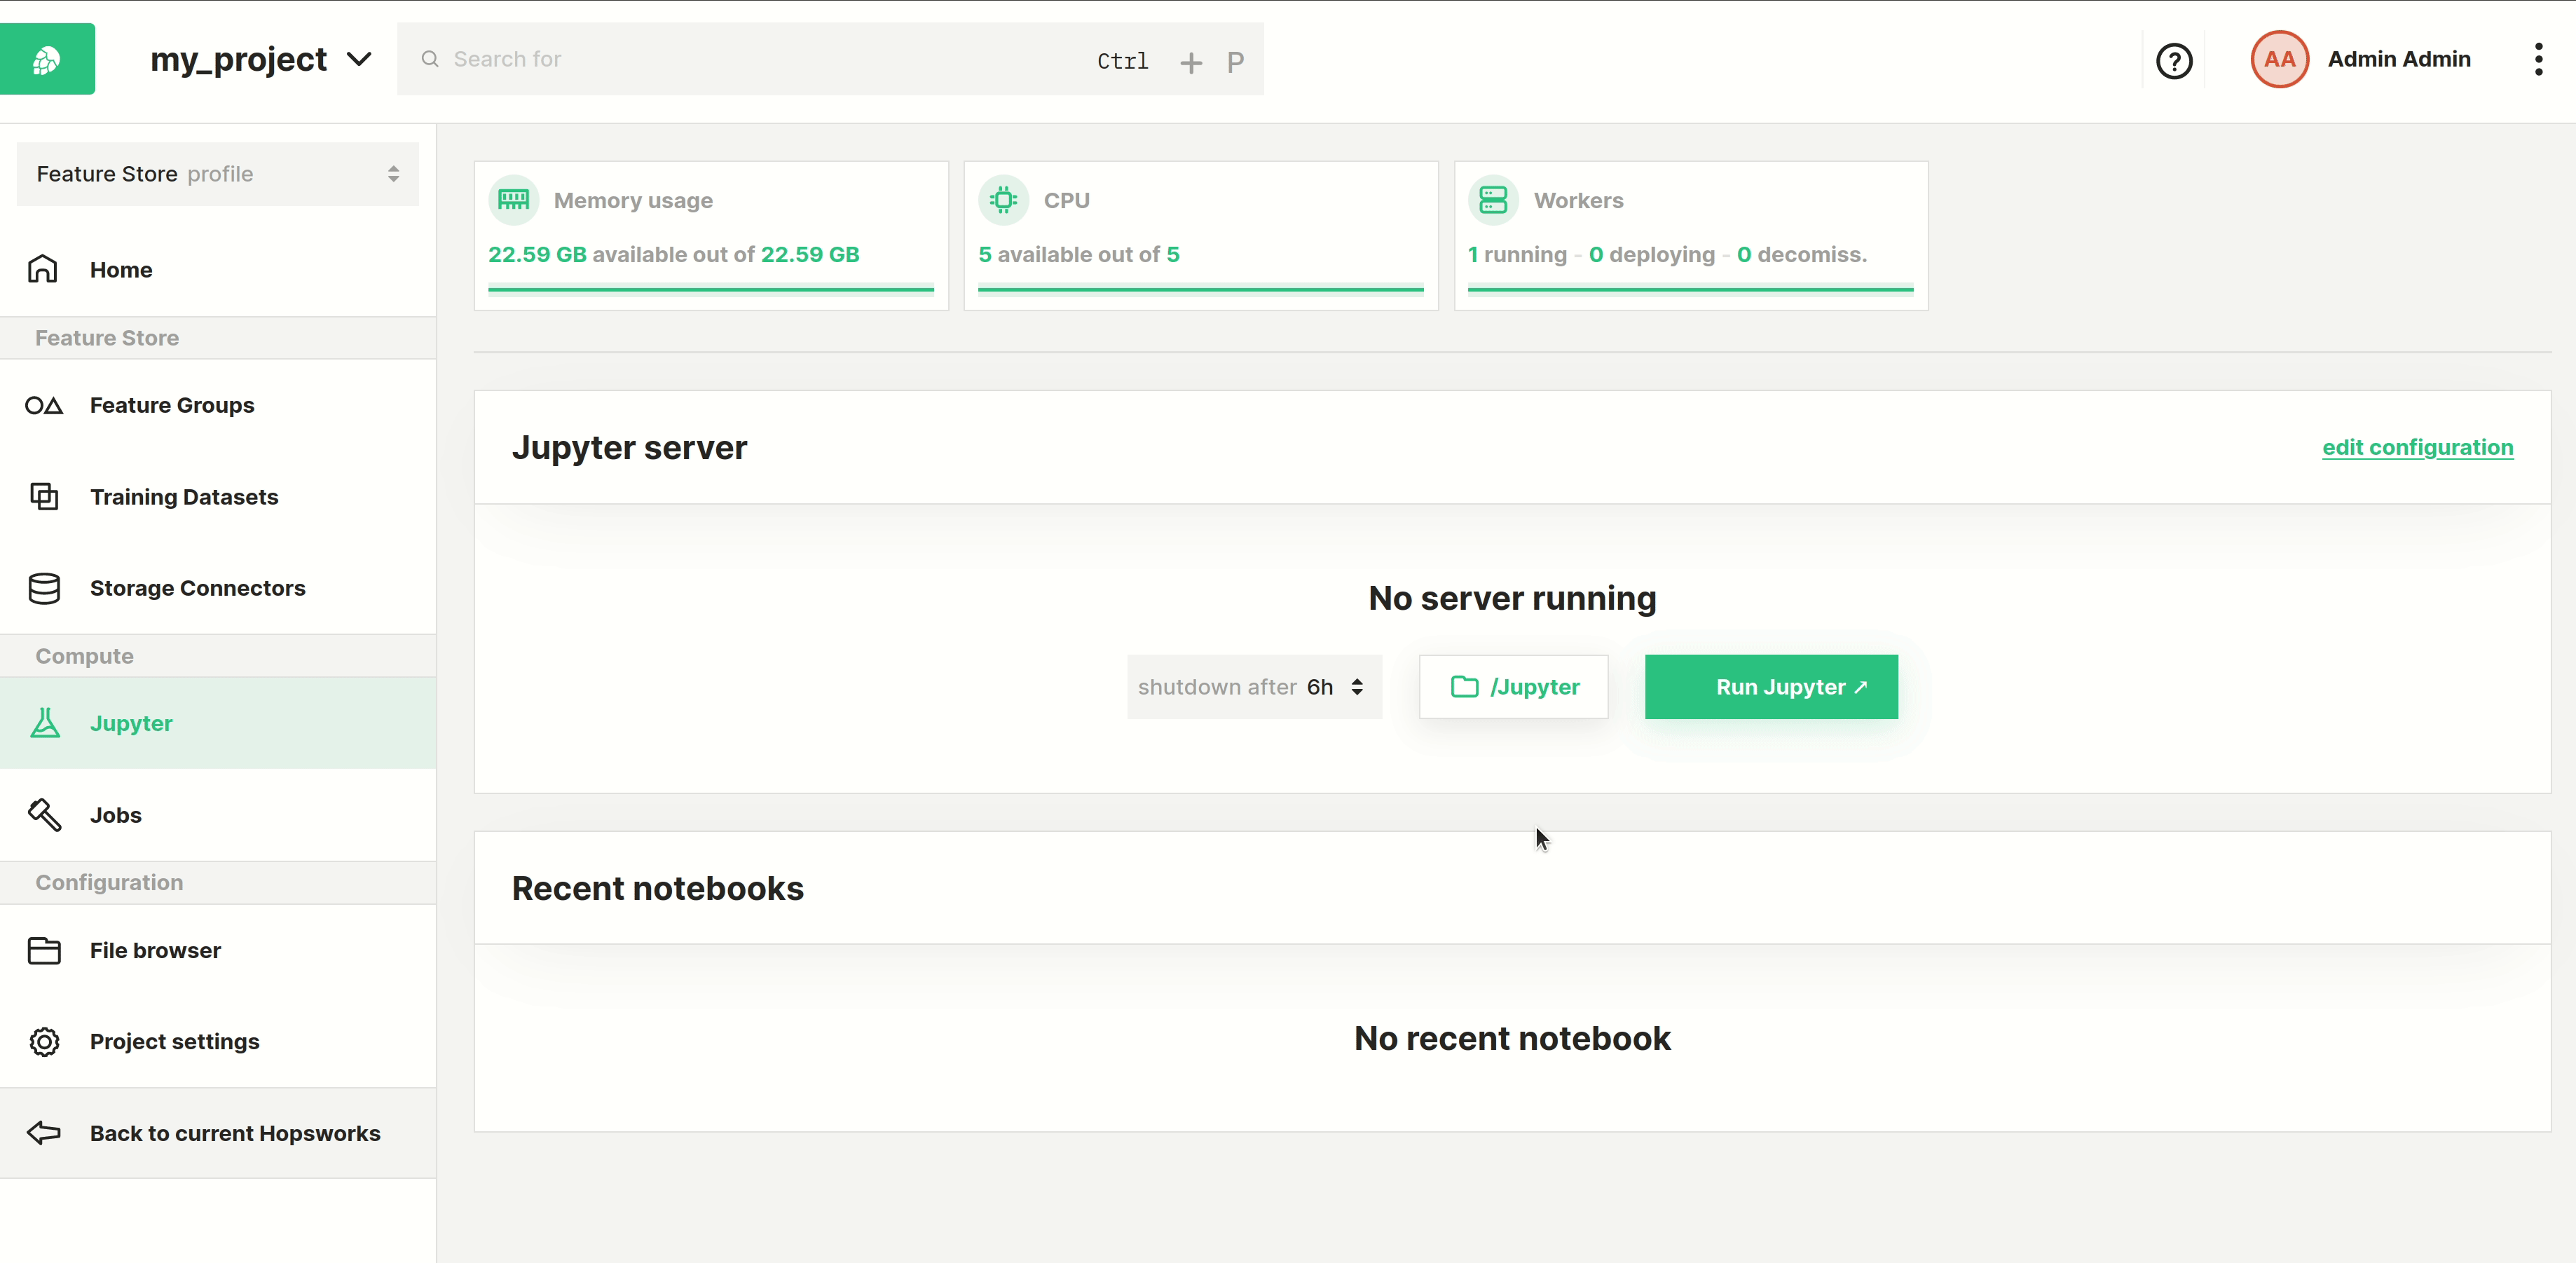 my_project
Search for
Ctrl + P
AA
Admin Admin
Feature Store profile
Home
Feature Store
Feature Groups
Training Datasets
Storage Connectors
Compute
Jupyter
Jobs
Configuration
File browser
Project settings
Back to current Hopsworks
Memory usage
22.59 GB available out of 22.59 GB
CPU
5 available out of 5
Workers
1 running - 0 deploying - 0 decomiss.
Jupyter server
edit configuration
No server running
shutdown after 6h
/Jupyter
Run Jupyter ↗
Recent notebooks
No recent notebook